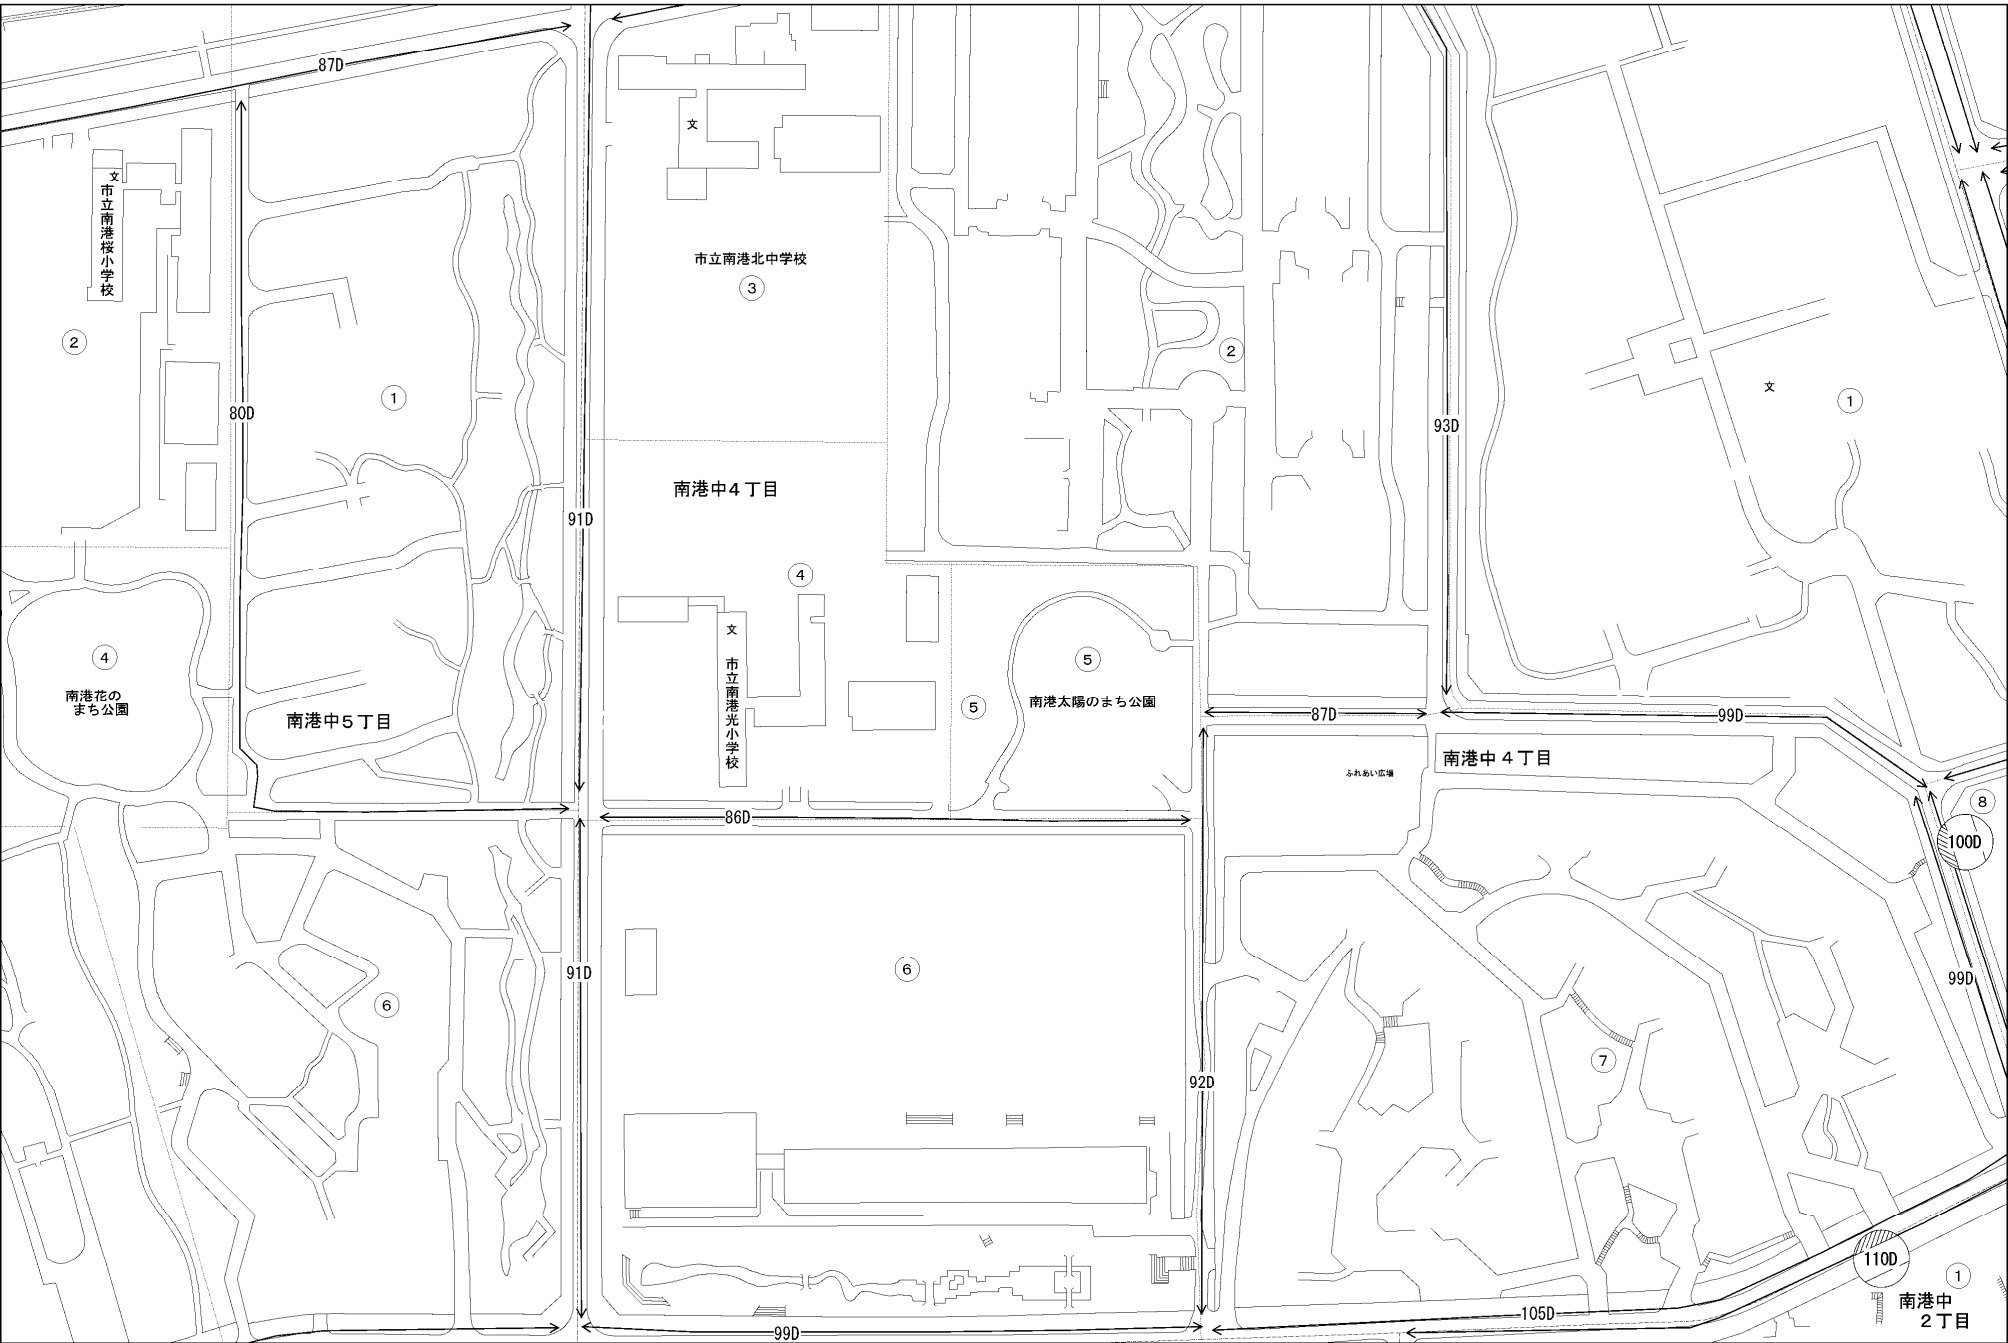 87D
文
市立南港桜小学校
②
80D
①
④
南港花の
まち公園
南港中5丁目
91D
文
市立南港北中学校
③
南港中4丁目
④
文
市立南港光小学校
⑤
⑤
南港太陽のまち公園
②
93D
文
①
87D
99D
南港中4丁目
ふれあい広場
⑧
100D
99D
86D
91D
⑥
⑥
92D
⑦
110D
①
南港中
2丁目
105D
99D